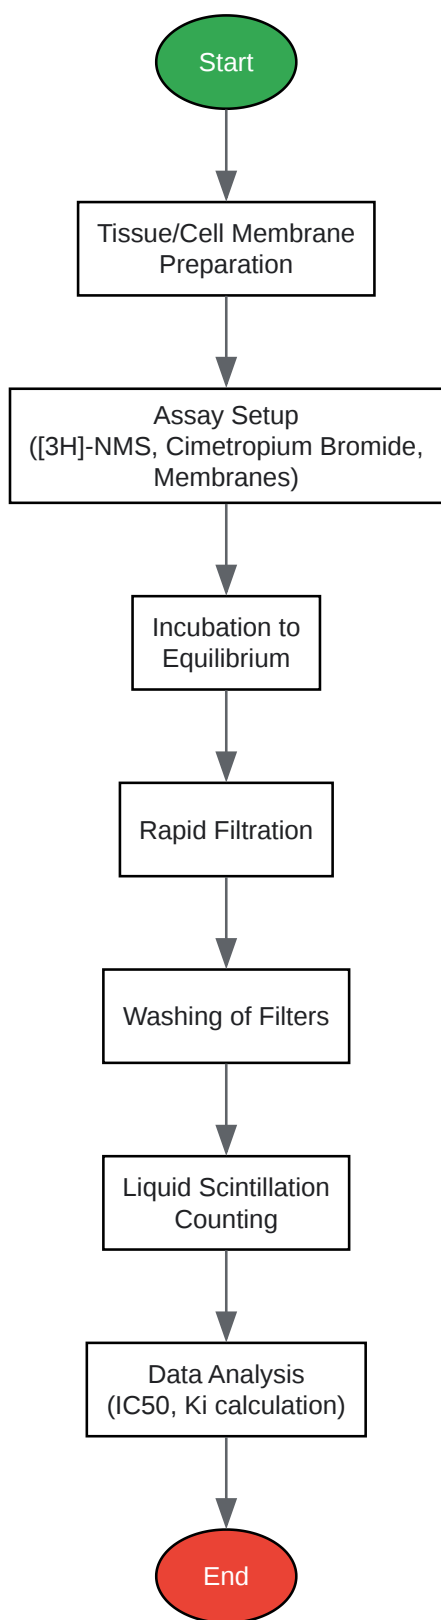 Start
Tissue/Cell Membrane
Preparation
Assay Setup
([3H]-NMS, Cimetropium Bromide,
Membranes)
Incubation to
Equilibrium
Rapid Filtration
Washing of Filters
Liquid Scintillation
Counting
Data Analysis
(IC50, Ki calculation)
End